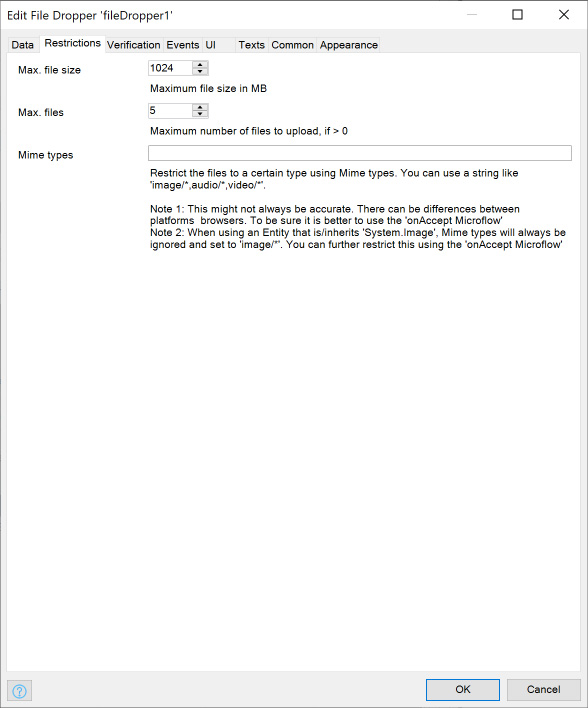 Edit File Dropper 'fileDropper1'
Data Restrictions Verification Events UI Texts Common Appearance
Max. file size 1024
Maximum file size in MB
Max. files 5
Maximum number of files to upload, if > 0
Mime types
Restrict the files to a certain type using Mime types. You can use a string like
'image/*,audio/*,video/*'.
Note 1: This might not always be accurate. There can be differences between
platforms browsers. To be sure it is better to use the 'onAccept Microflow'
Note 2: When using an Entity that is/inherits 'System.Image', Mime types will always be
ignored and set to 'image/*'. You can further restrict this using the 'onAccept Microflow'
?
OK Cancel